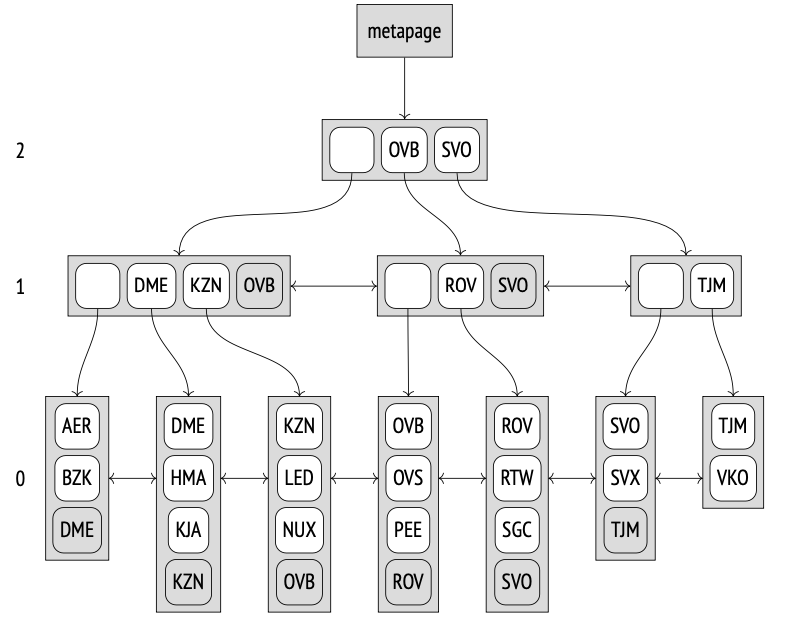 metapage
2
OVB SVO
1
DME KZN OVB
ROV SVO
TJM
0
AER
BZK
DME
DME
HMA
KJA
KZN
KZN
LED
NUX
OVB
OVB
OVS
PEE
ROV
ROV
RTW
SGC
SVO
SVO
SVX
TJM
TJM
VKO